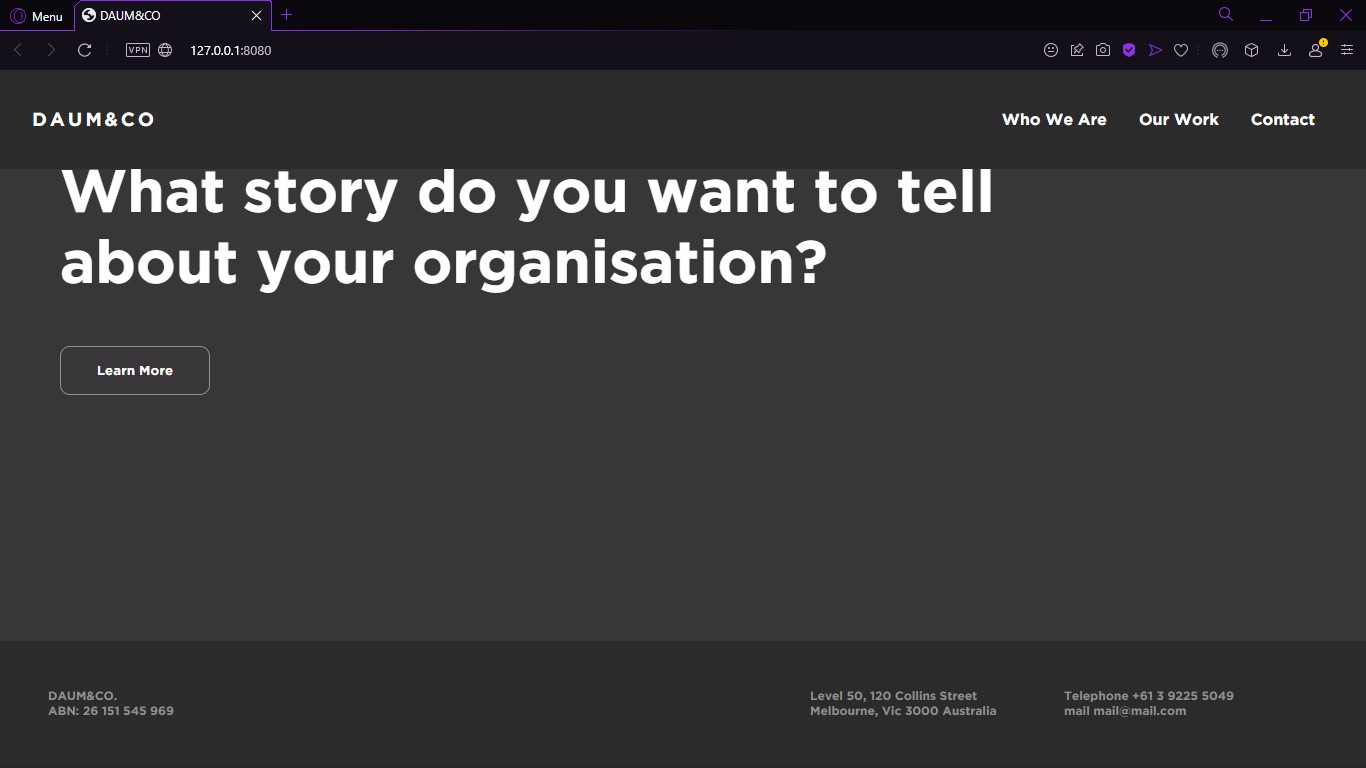 Menu
DAUM&CO
VPN
127.0.0.1:8080
DAUM&CO
Who We Are
Our Work
Contact
What story do you want to tell
about your organisation?
Learn More
DAUM&CO.
ABN: 26 151 545 969
Level 50, 120 Collins Street
Melbourne, Vic 3000 Australia
Telephone +61 3 9225 5049
mail mail@mail.com